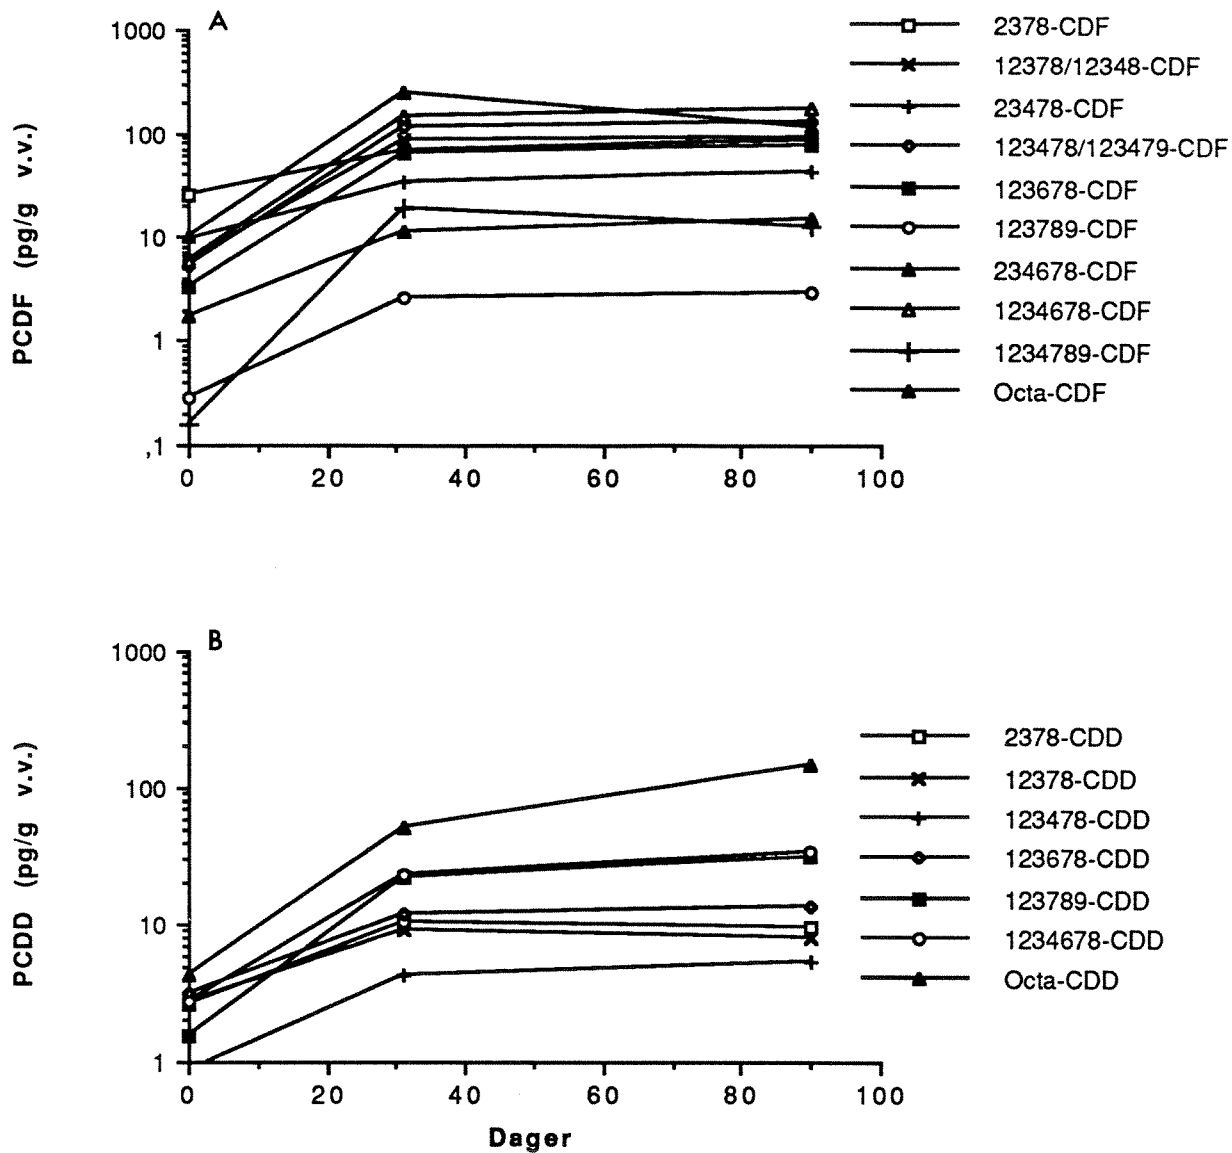 A
1000
100
10
1
,1
PCDF (pg/g v.v.)
0 20 40 60 80 100
2378-CDF
12378/12348-CDF
23478-CDF
123478/123479-CDF
123678-CDF
123789-CDF
234678-CDF
1234678-CDF
1234789-CDF
Octa-CDF
B
1000
100
10
1
PCDD (pg/g v.v.)
0 20 40 60 80 100
Dager
2378-CDD
12378-CDD
123478-CDD
123678-CDD
123789-CDD
1234678-CDD
Octa-CDD